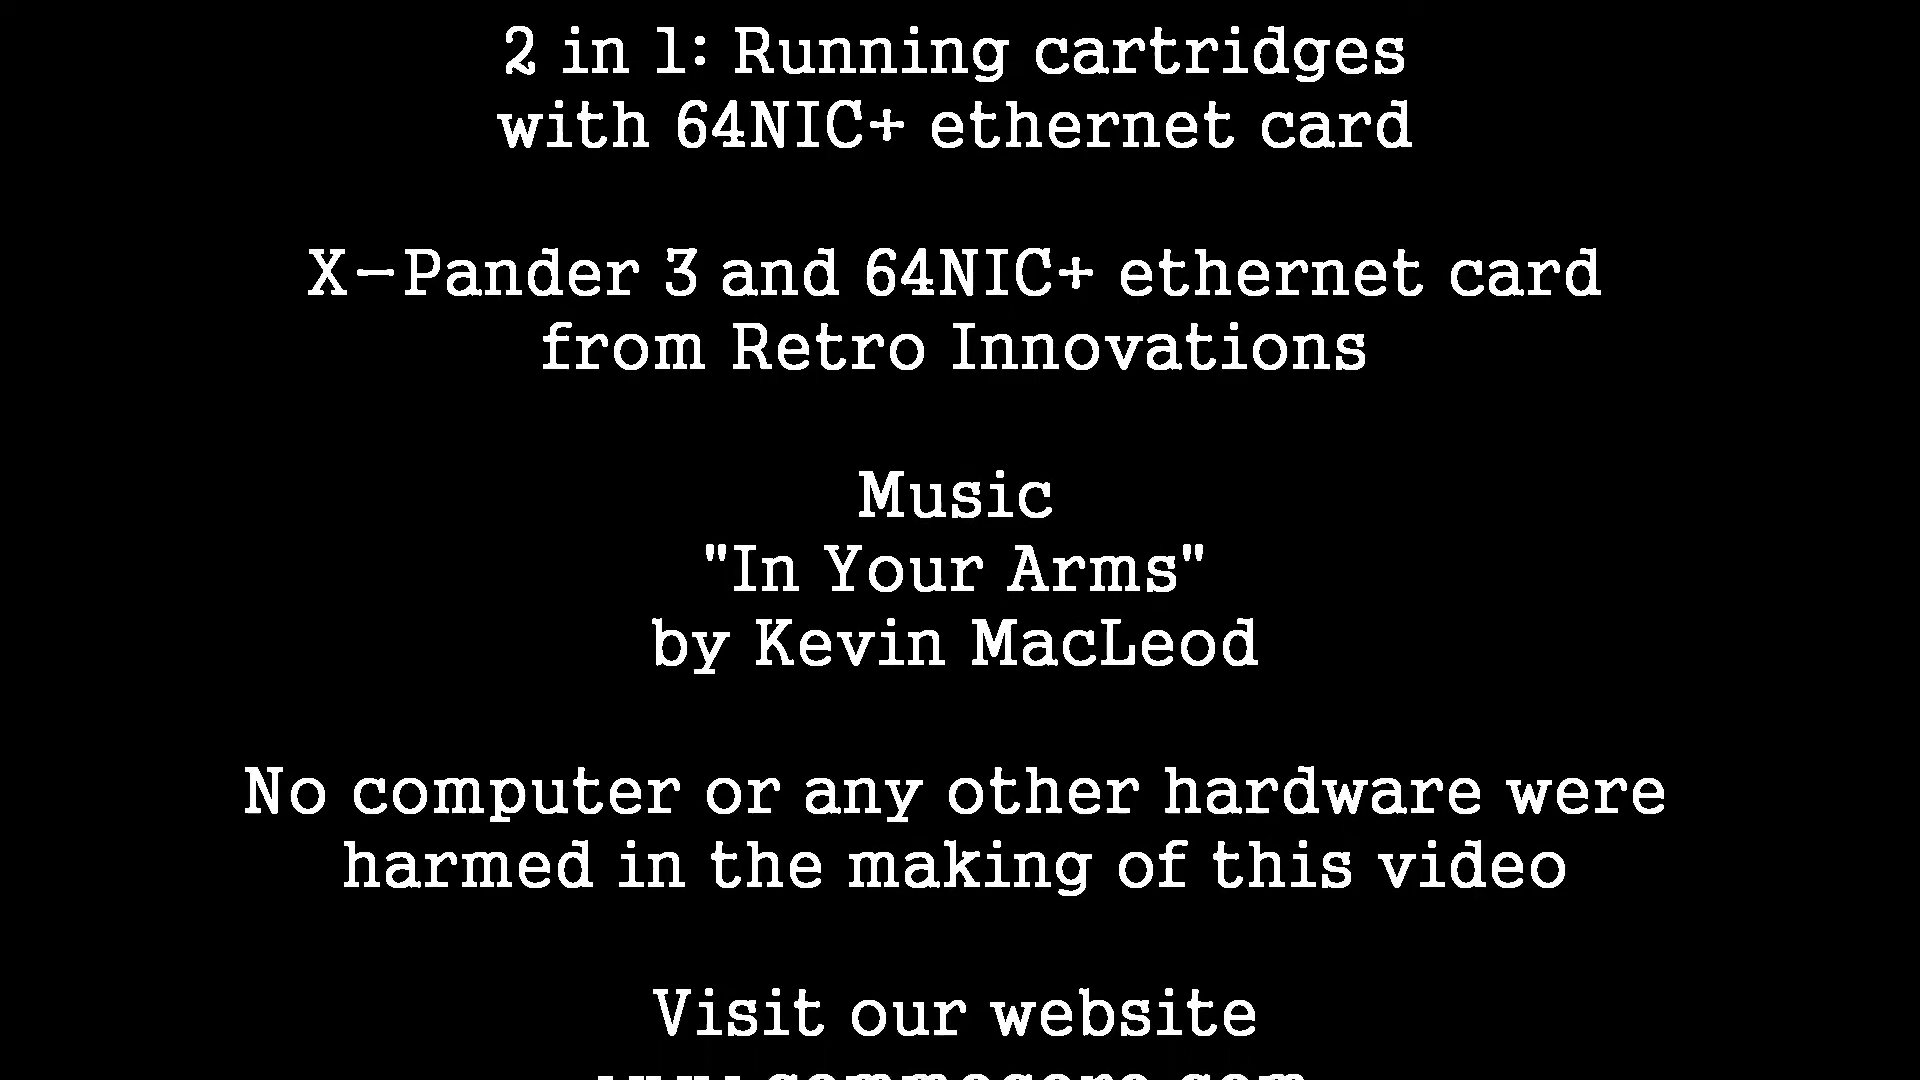 2 in 1: Running cartridges
with 64NIC+ ethernet card
X-Pander 3 and 64NIC+ ethernet card
from Retro Innovations
Music
"In Your Arms"
by Kevin MacLeod
No computer or any other hardware were
harmed in the making of this video
Visit our website